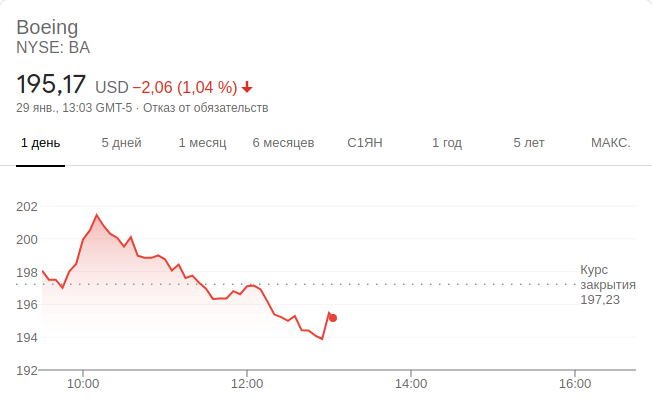 Boeing
NYSE: BA
195,17 USD −2,06 (1,04 %)
29 янв., 13:03 GMT-5 · Отказ от обязательств
1 день 5 дней 1 месяц 6 месяцев С1ЯН 1 год 5 лет МАКС.
202
200
198
196
194
192
Курс
закрытия
197,23
10:00 12:00 14:00 16:00